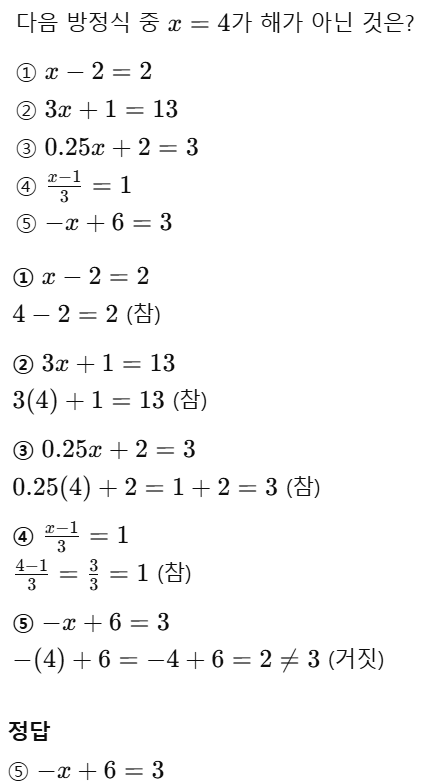 다음 방정식 중 x = 4가 해가 아닌 것은?
① x − 2 = 2
② 3x + 1 = 13
③ 0.25x + 2 = 3
④ \frac{x−1}{3} = 1
⑤ −x + 6 = 3
① x − 2 = 2
4 − 2 = 2 (참)
② 3x + 1 = 13
3(4) + 1 = 13 (참)
③ 0.25x + 2 = 3
0.25(4) + 2 = 1 + 2 = 3 (참)
④ \frac{x−1}{3} = 1
\frac{4−1}{3} = \frac{3}{3} = 1 (참)
⑤ −x + 6 = 3
−(4) + 6 = −4 + 6 = 2 ≠ 3 (거짓)
정답
⑤ −x + 6 = 3